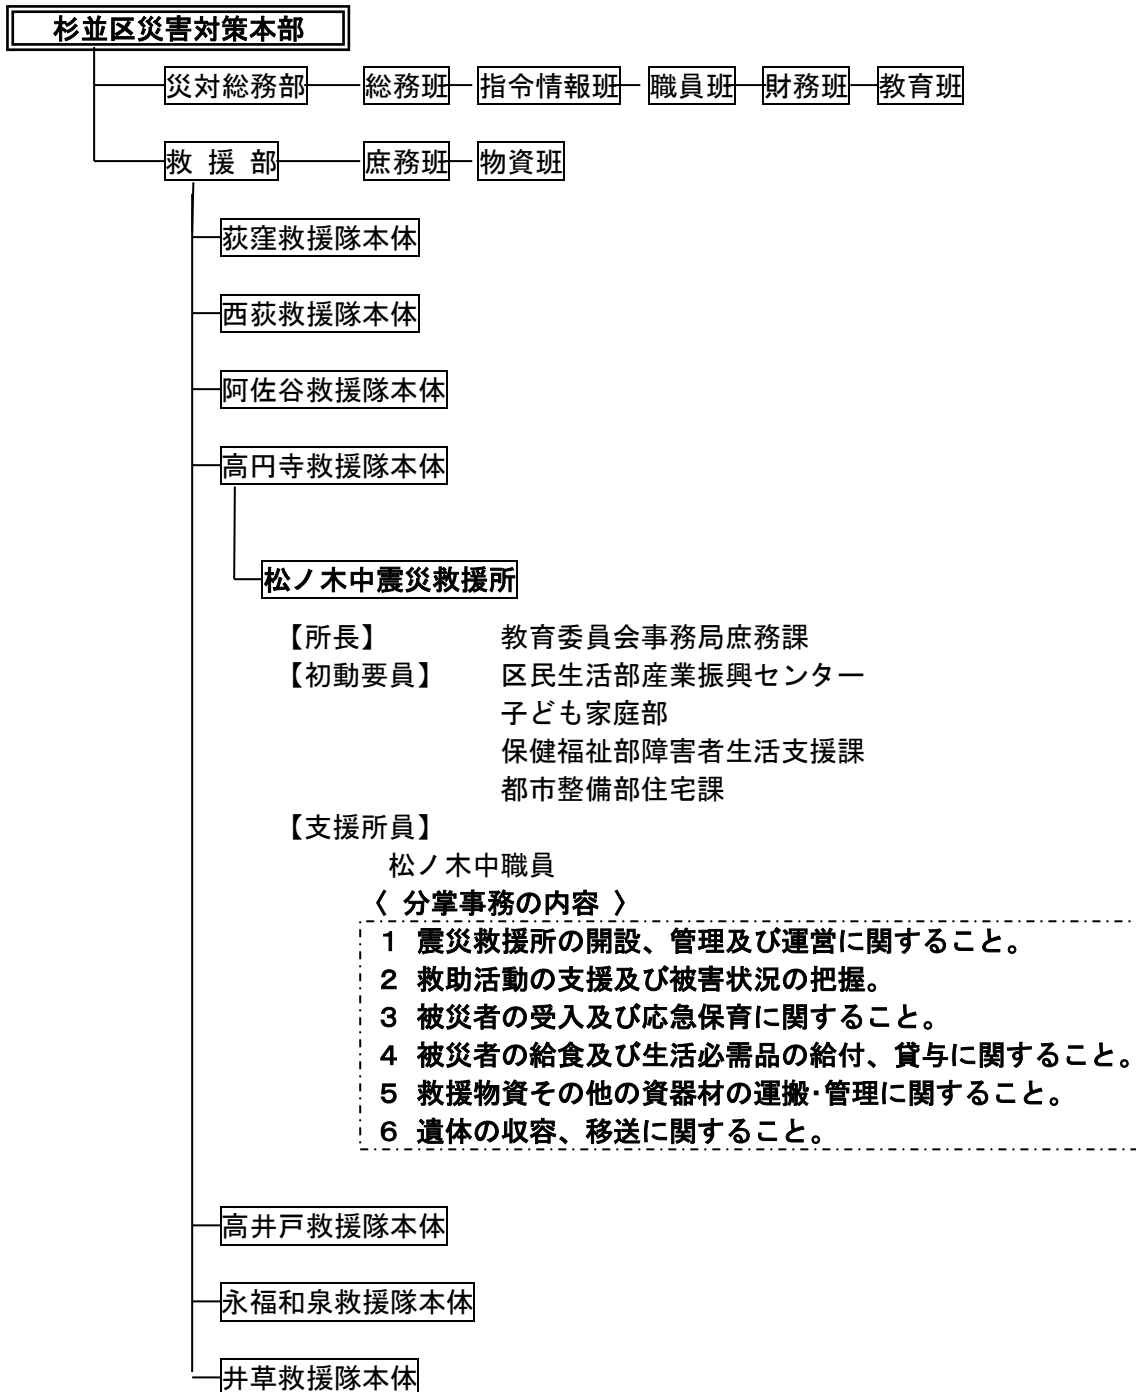 杉並区災害対策本部
災対総務部 総務班 指令情報班 職員班 財務班 教育班
救 援 部 庶務班 物資班
荻窪救援隊本体
西荻救援隊本体
阿佐谷救援隊本体
高円寺救援隊本体
松ノ木中震災救援所
【所長】 教育委員会事務局庶務課
【初動要員】 区民生活部産業振興センター
子ども家庭部
保健福祉部障害者生活支援課
都市整備部住宅課
【支援所員】
松ノ木中職員
〈 分掌事務の内容 〉
1 震災救援所の開設、管理及び運営に関すること。
2 救助活動の支援及び被害状況の把握。
3 被災者の受入及び応急保育に関すること。
4 被災者の給食及び生活必需品の給付、貸与に関すること。
5 救援物資その他の資器材の運搬・管理に関すること。
6 遺体の収容、移送に関すること。
高井戸救援隊本体
永福和泉救援隊本体
井草救援隊本体